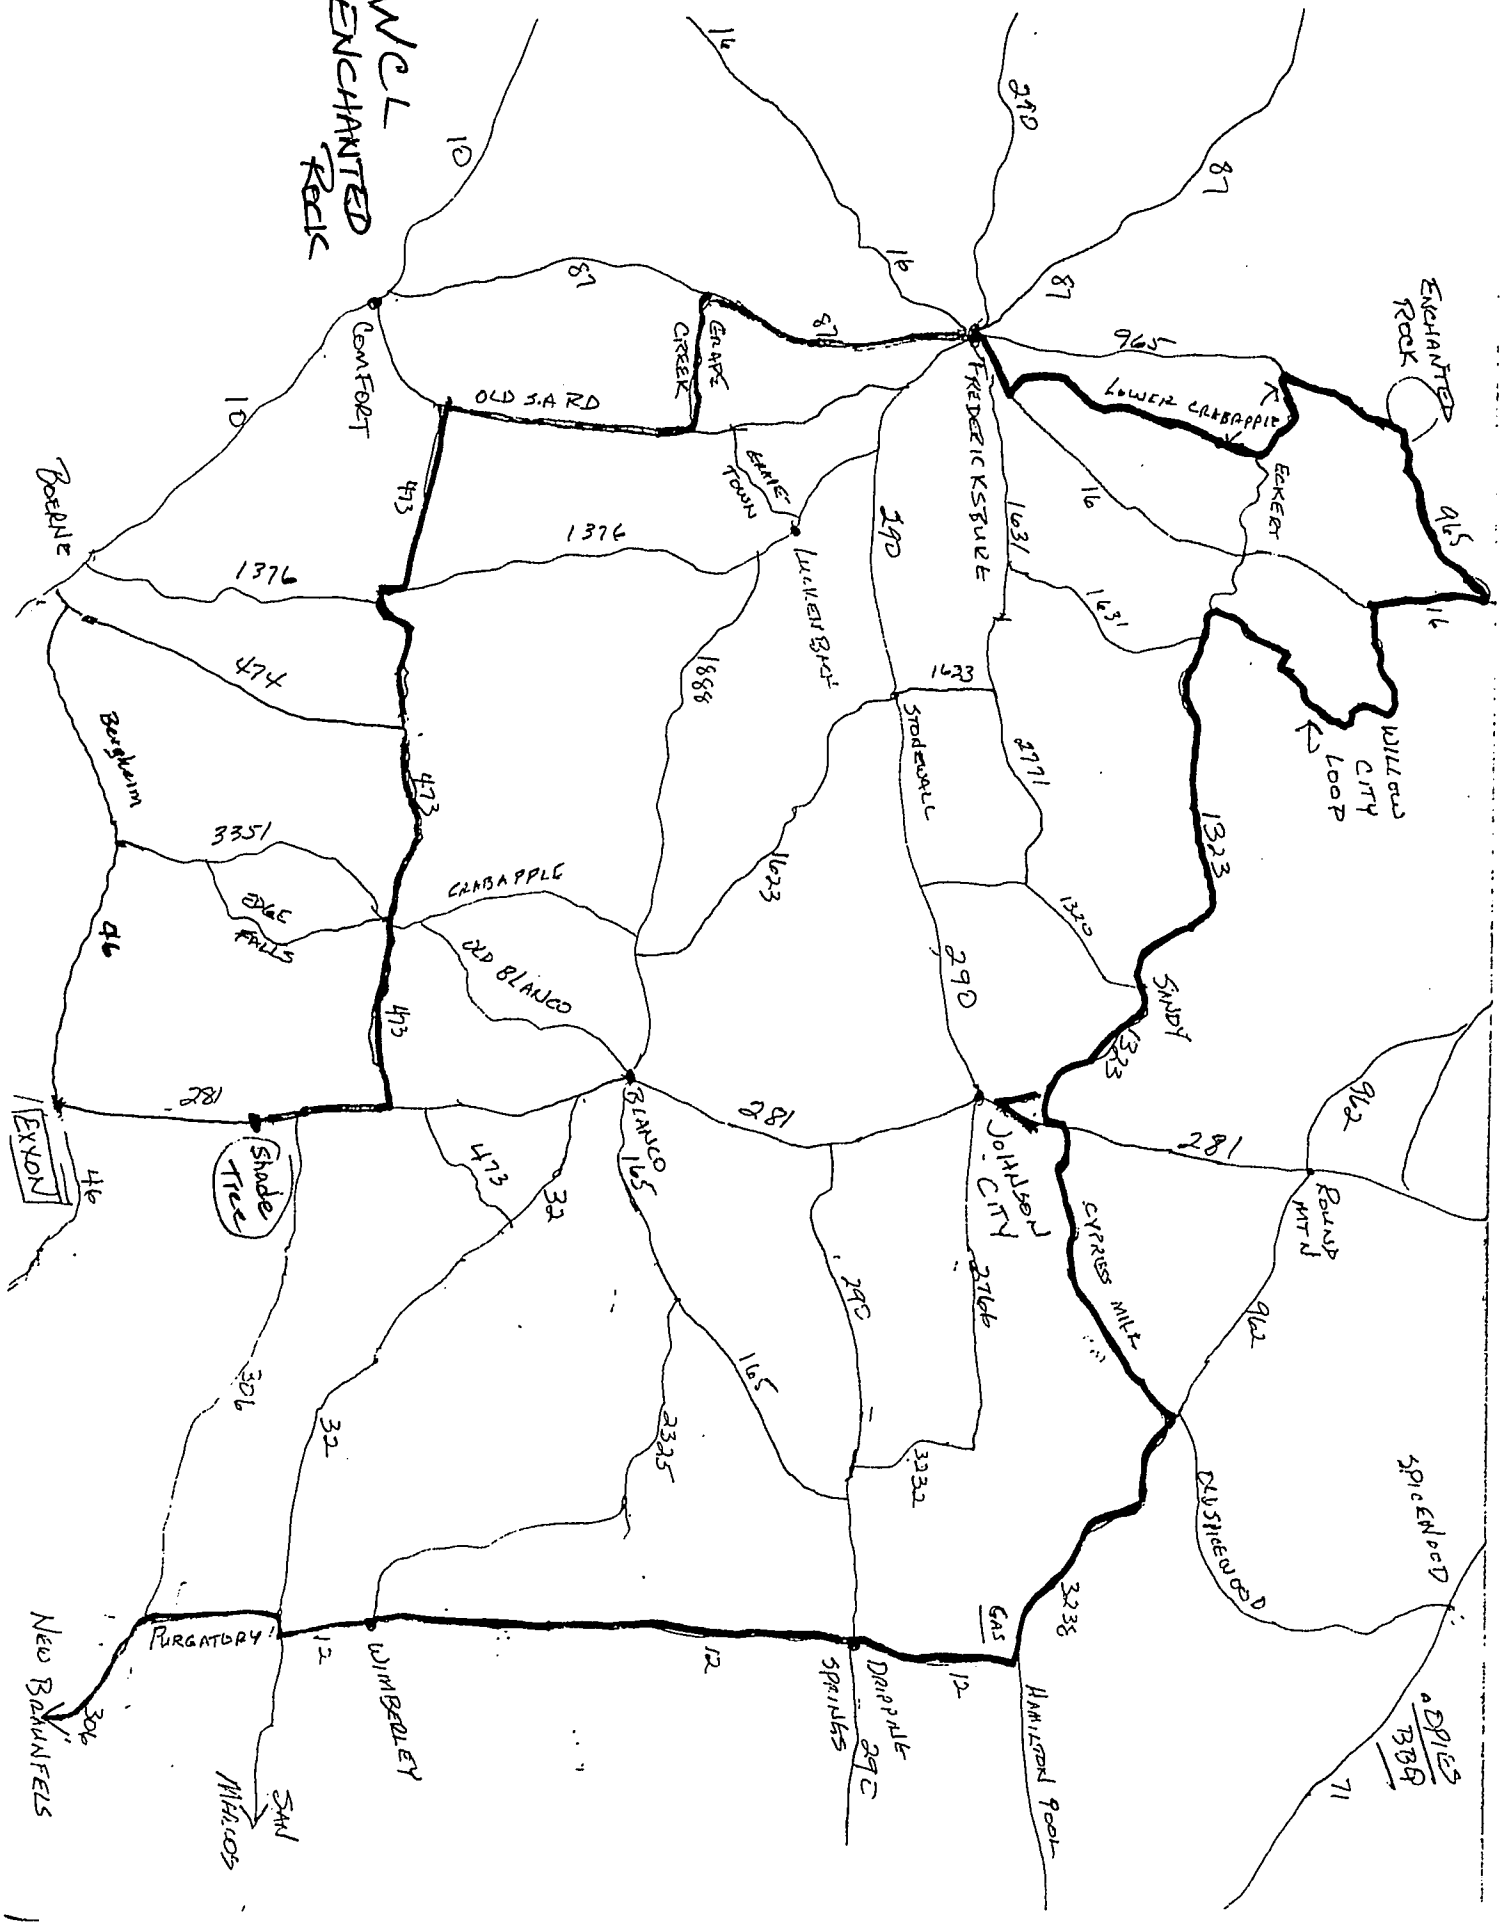 WCL
ENCHANTED
ROCK
16
290
87
10
87
16
87
965
ENCHANTED
ROCK
COMFORT
GRAPE
CREEK
87
FREDERICKSBURG
LOWER CRABAPPLE
ECKERT
965
16
10
OLD S.A RD
473
GRAPE
TOWN
1376
LUCKENBACH
290
1631
1631
16
WILLOW
CITY
LOOP
BOERNE
1376
474
1888
1623
STONEWALL
2771
1323
Bergheim
473
3351
EDGE
FALLS
CRABAPPLE
OLD BLANCO
1623
290
1320
SANDY
1323
46
473
281
EXXON
46
Shade
Tree
473
32
BLANCO
165
281
JOHNSON
CITY
281
962
ROUND
MTN
CYPRESS MILL
290
2766
962
306
32
2325
165
3232
OLD SPICEWOOD
SPICEWOOD
3238
GAS
PURGATORY
12
WIMBERLEY
12
DRIPPING
SPRINGS
12
HAMILTON POOL
290
OPIES
BBQ
71
306
NEW BRAUNFELS
SAN
MARCOS